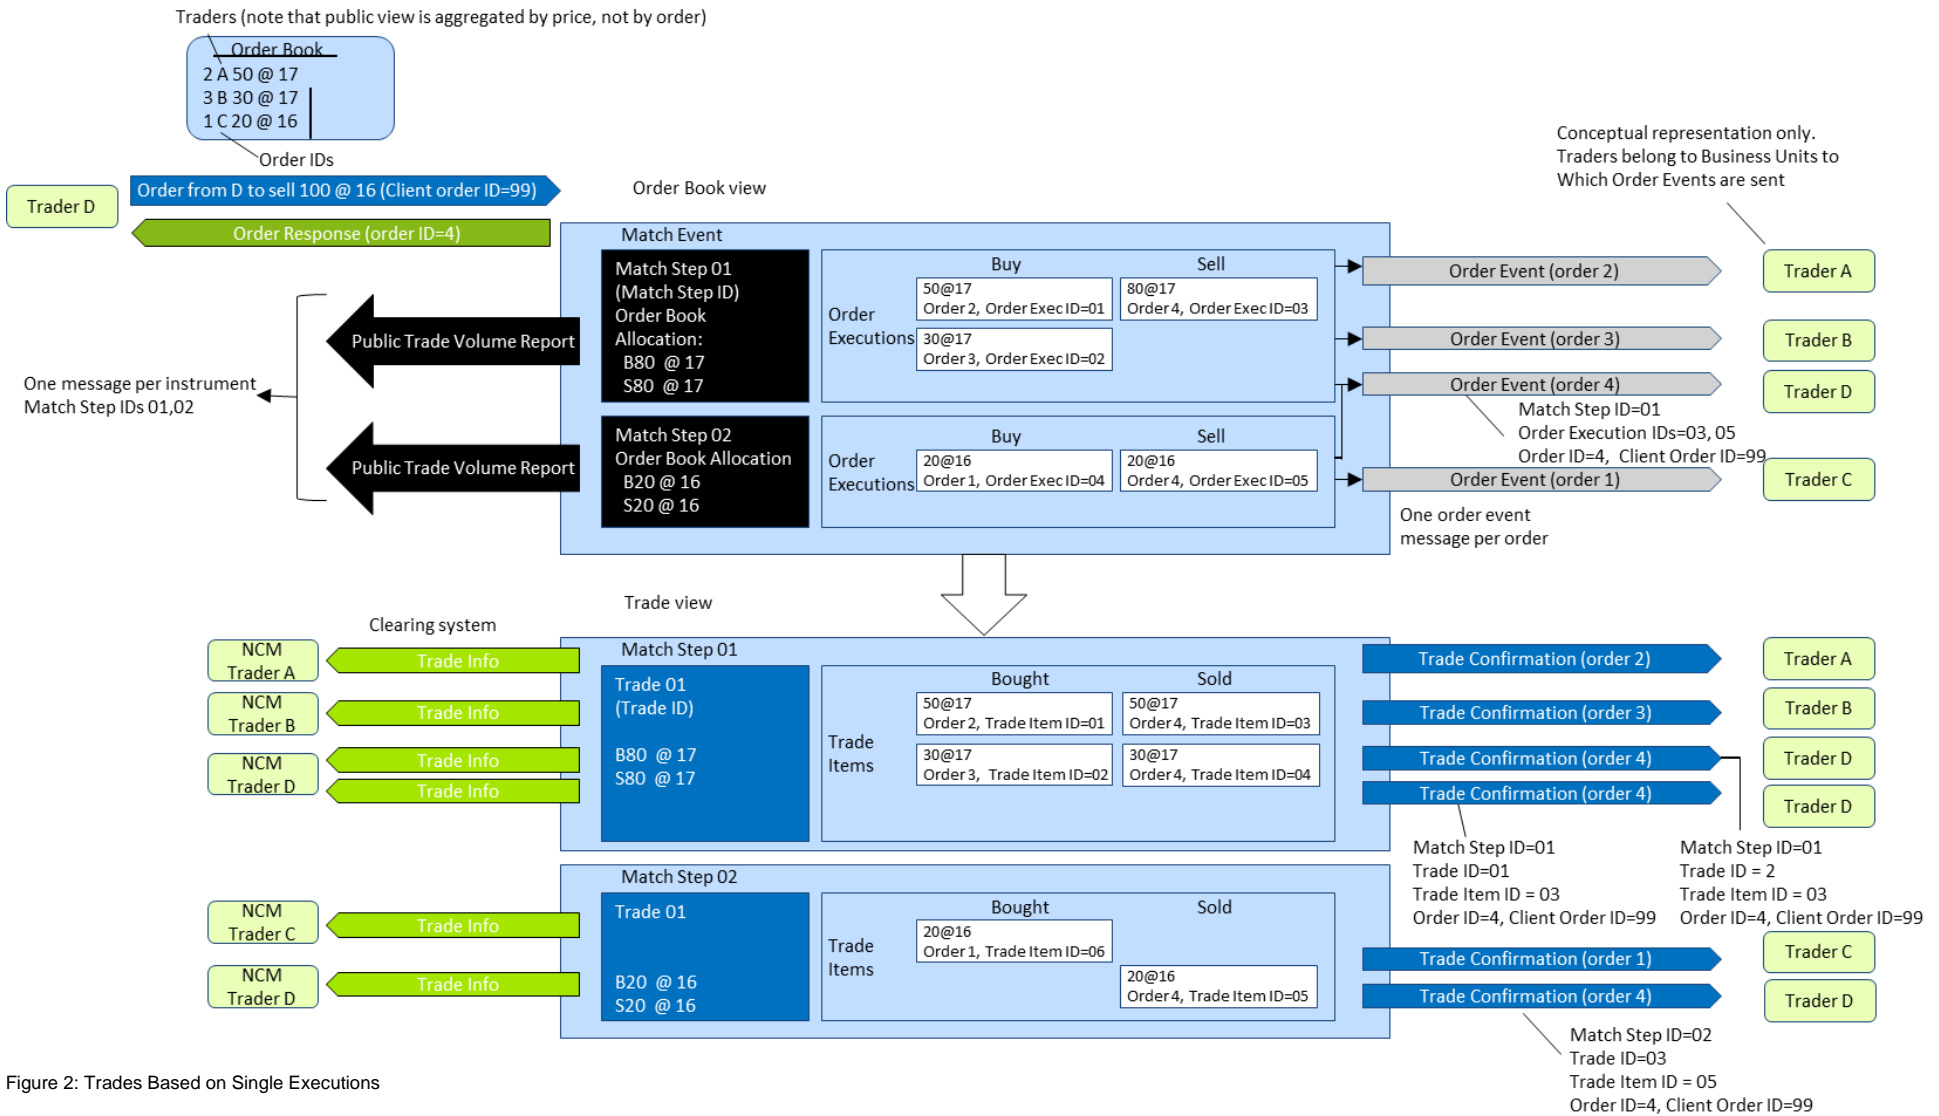 Traders (note that public view is aggregated by price, not by order)
Order Book
2 A 50 @ 17
3 B 30 @ 17
1 C 20 @ 16
Order IDs
Trader D
Order from D to sell 100 @ 16 (Client order ID=99)
Order Response (order ID=4)
Order Book view
Conceptual representation only.
Traders belong to Business Units to
Which Order Events are sent
Match Event
Match Step 01
(Match Step ID)
Order Book
Allocation:
B80 @ 17
S80 @ 17
Order
Executions
Buy
Sell
50@17
Order 2, Order Exec ID=01
80@17
Order 4, Order Exec ID=03
30@17
Order 3, Order Exec ID=02
Public Trade Volume Report
One message per instrument
Match Step IDs 01,02
Public Trade Volume Report
Match Step 02
Order Book Allocation
B20 @ 16
S20 @ 16
Order
Executions
Buy
Sell
20@16
Order 1, Order Exec ID=04
20@16
Order 4, Order Exec ID=05
Order Event (order 2)
Trader A
Order Event (order 3)
Trader B
Order Event (order 4)
Trader D
Match Step ID=01
Order Execution IDs=03, 05
Order ID=4, Client Order ID=99
Order Event (order 1)
Trader C
One order event
message per order
Trade view
Clearing system
NCM
Trader A
Trade Info
NCM
Trader B
Trade Info
NCM
Trader D
Trade Info
Trade Info
Match Step 01
Trade 01
(Trade ID)
B80 @ 17
S80 @ 17
Trade
Items
Bought
Sold
50@17
Order 2, Trade Item ID=01
50@17
Order 4, Trade Item ID=03
30@17
Order 3, Trade Item ID=02
30@17
Order 4, Trade Item ID=04
Trade Confirmation (order 2)
Trader A
Trade Confirmation (order 3)
Trader B
Trade Confirmation (order 4)
Trader D
Trade Confirmation (order 4)
Trader D
Match Step ID=01
Trade ID=01
Trade Item ID = 03
Order ID=4, Client Order ID=99
Match Step ID=01
Trade ID = 2
Trade Item ID = 03
Order ID=4, Client Order ID=99
NCM
Trader C
Trade Info
NCM
Trader D
Trade Info
Match Step 02
Trade 01
B20 @ 16
S20 @ 16
Trade
Items
Bought
Sold
20@16
Order 1, Trade Item ID=06
20@16
Order 4, Trade Item ID=05
Trade Confirmation (order 1)
Trader C
Trade Confirmation (order 4)
Trader D
Match Step ID=02
Trade ID=03
Trade Item ID = 05
Order ID=4, Client Order ID=99
Figure 2: Trades Based on Single Executions